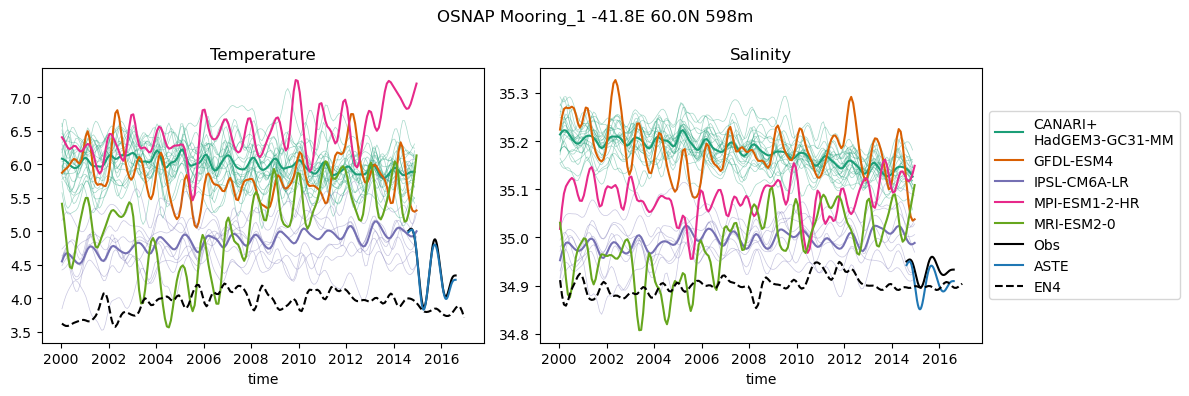 OSNAP Mooring_1 -41.8E 60.0N 598m
Temperature
Salinity
7.0
6.5
6.0
5.5
5.0
4.5
4.0
3.5
2000 2002 2004 2006 2008 2010 2012 2014 2016
time
35.3
35.2
35.1
35.0
34.9
34.8
2000 2002 2004 2006 2008 2010 2012 2014 2016
time
CANARI+
HadGEM3-GC31-MM
GFDL-ESM4
IPSL-CM6A-LR
MPI-ESM1-2-HR
MRI-ESM2-0
Obs
ASTE
EN4